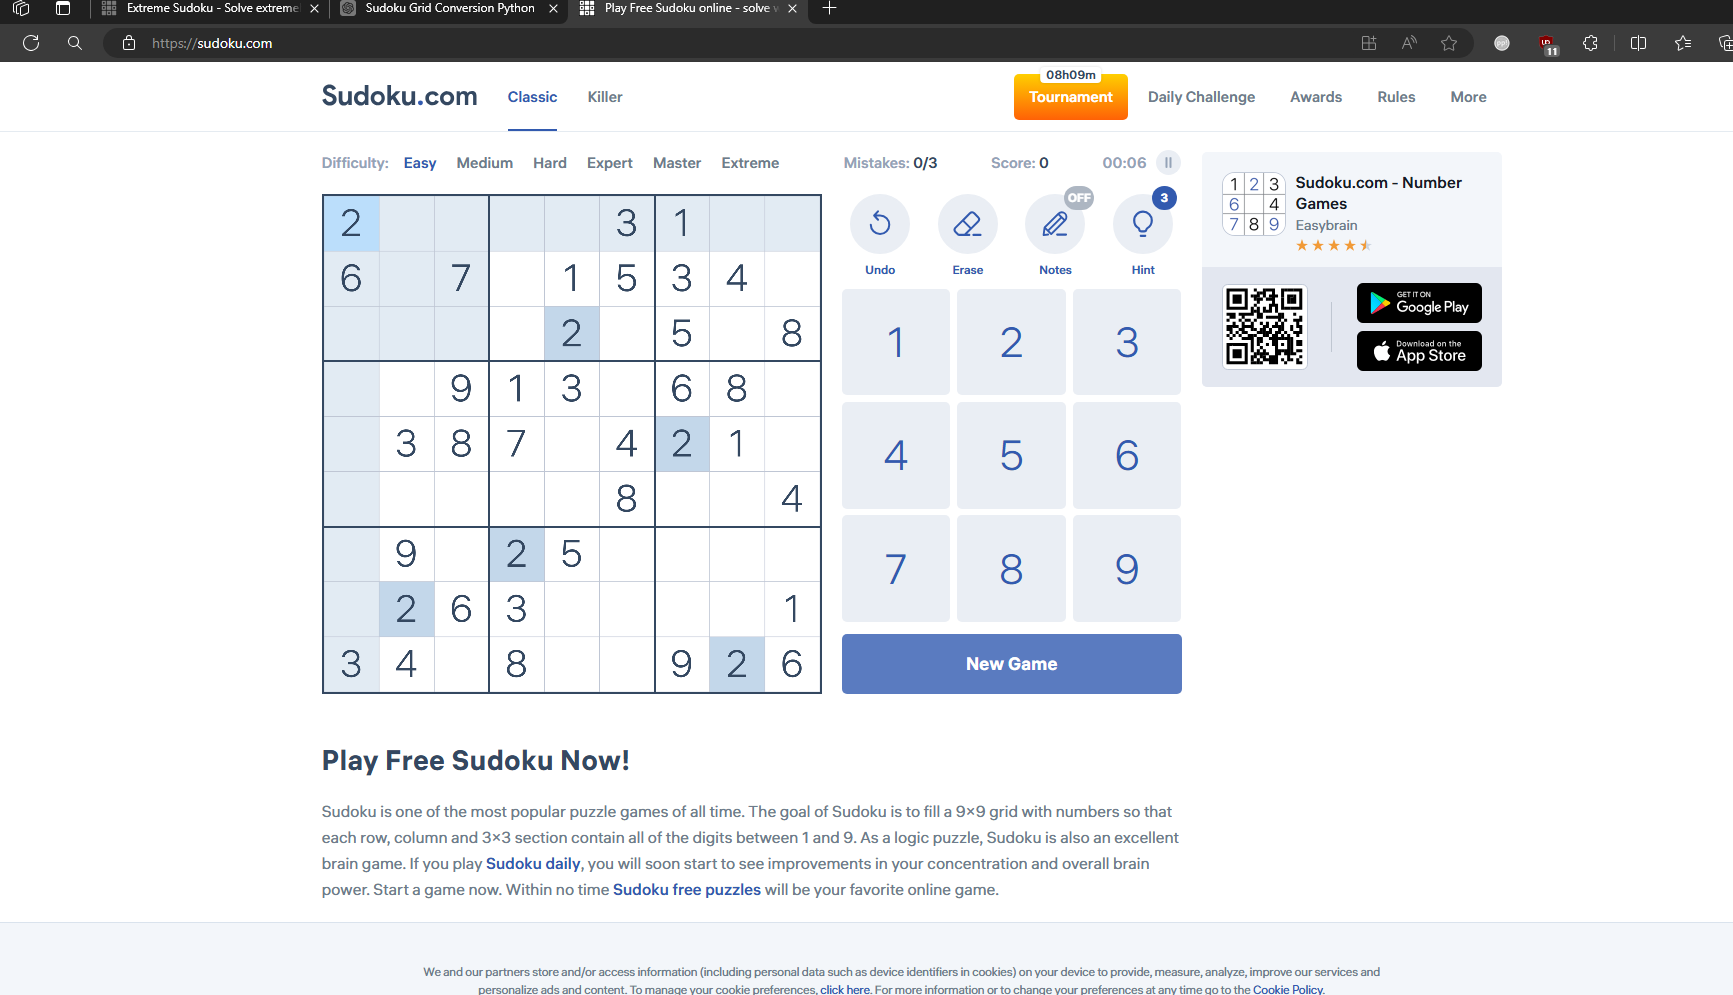 Extreme Sudoku - Solve extreme
Sudoku Grid Conversion Python
Play Free Sudoku online - solve
https://sudoku.com
11
Sudoku.com
Classic
Killer
08h09m
Tournament
Daily Challenge
Awards
Rules
More
Difficulty:
Easy
Medium
Hard
Expert
Master
Extreme
Mistakes: 0/3
Score: 0
00:06
2 3 1
6 7 1 5 3 4
2 5 8
9 1 3 6 8
3 8 7 4 2 1
8 4
9 2 5
2 6 3 1
3 4 8 9 2 6
OFF
3
Undo
Erase
Notes
Hint
1 2 3
4 5 6
7 8 9
New Game
1 2 3
6 4
7 8 9
Sudoku.com - Number
Games
Easybrain
GET IT ON
Google Play
Download on the
App Store
Play Free Sudoku Now!
Sudoku is one of the most popular puzzle games of all time. The goal of Sudoku is to fill a 9×9 grid with numbers so that
each row, column and 3×3 section contain all of the digits between 1 and 9. As a logic puzzle, Sudoku is also an excellent
brain game. If you play Sudoku daily, you will soon start to see improvements in your concentration and overall brain
power. Start a game now. Within no time Sudoku free puzzles will be your favorite online game.
We and our partners store and/or access information (including personal data such as device identifiers in cookies) on your device to provide, measure, analyze, improve our services and
personalize ads and content. To manage your cookie preferences, click here. For more information or to change your preferences at any time go to the Cookie Policy.